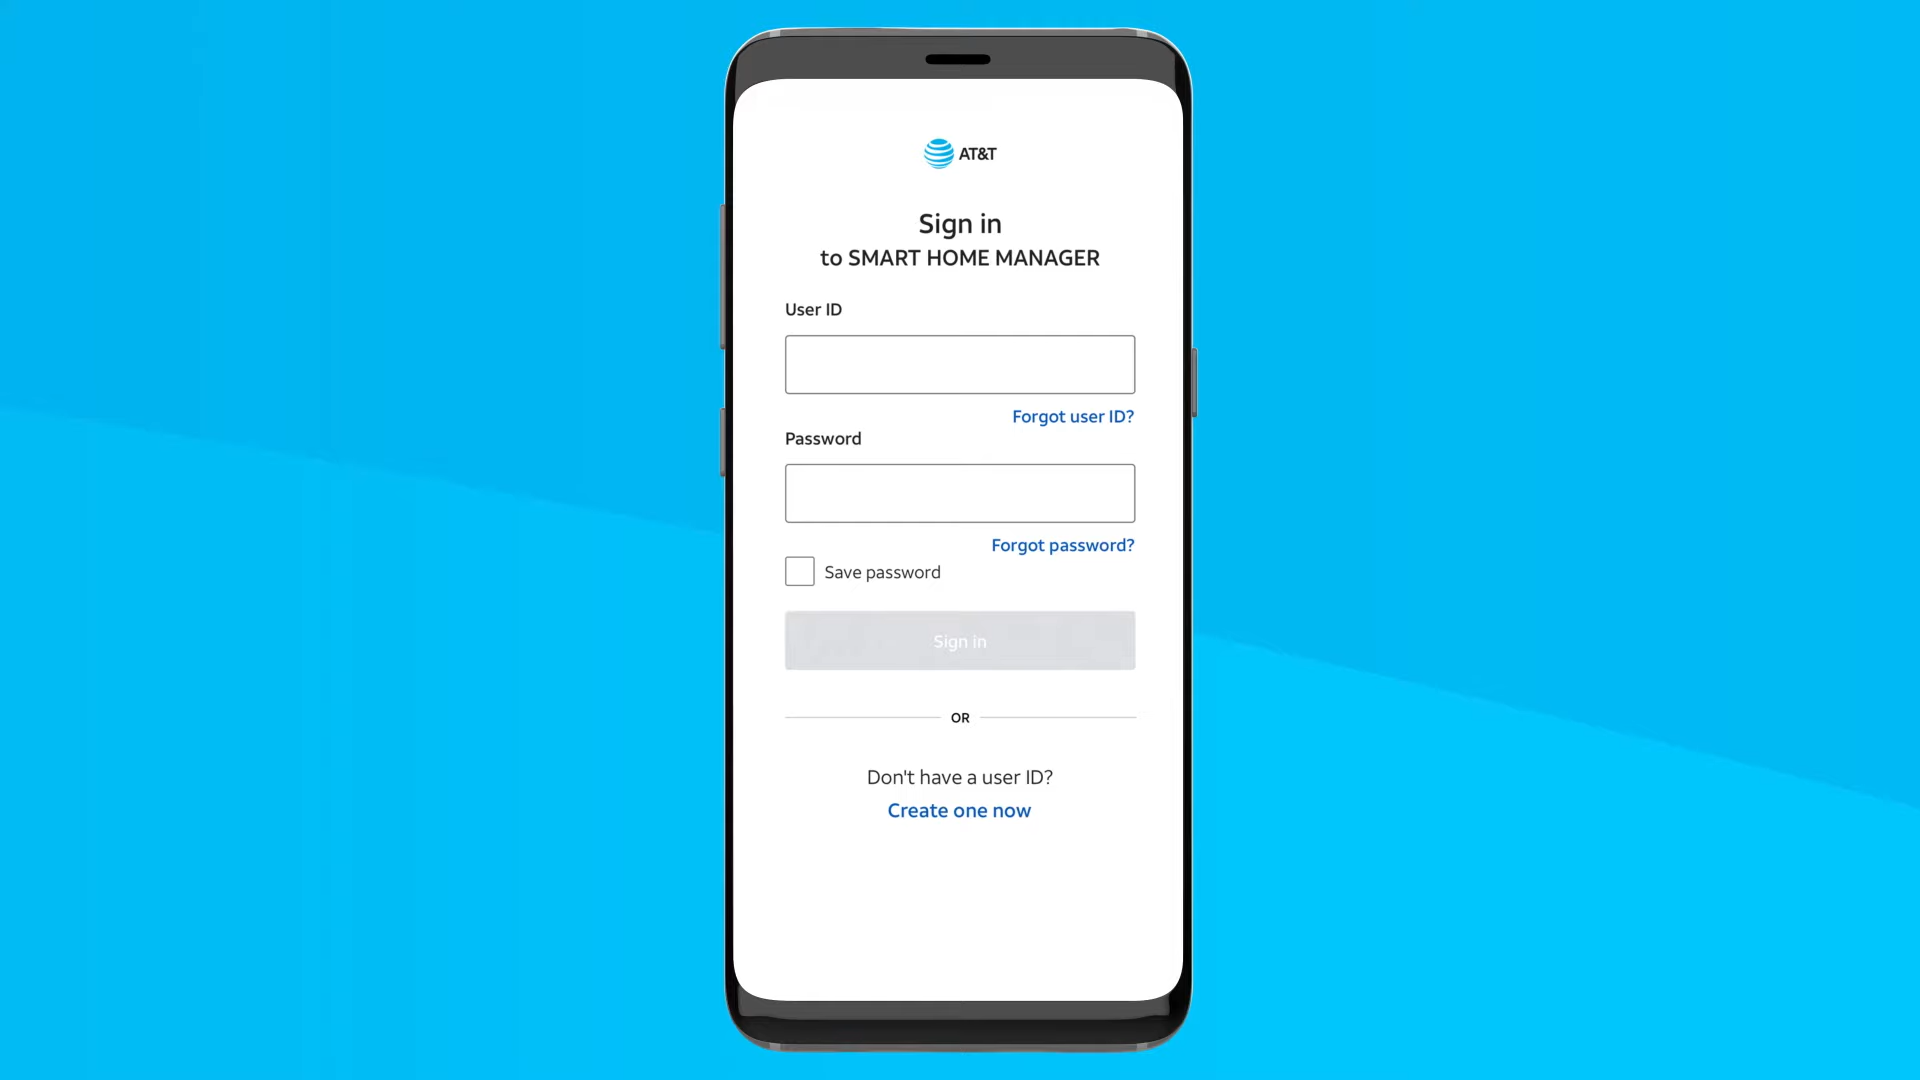 AT&T
Sign in
to SMART HOME MANAGER
User ID
Forgot user ID?
Password
Forgot password?
Save password
Sign in
OR
Don't have a user ID?
Create one now